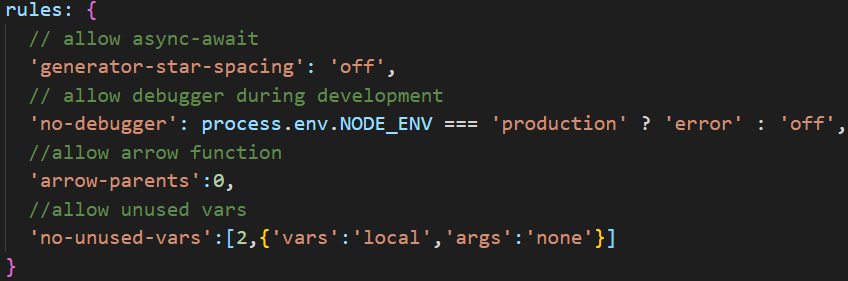 rules: {
// allow async-await
'generator-star-spacing': 'off',
// allow debugger during development
'no-debugger': process.env.NODE_ENV === 'production' ? 'error' : 'off',
//allow arrow function
'arrow-parents':0,
//allow unused vars
'no-unused-vars':[2,{'vars':'local','args':'none'}]
}